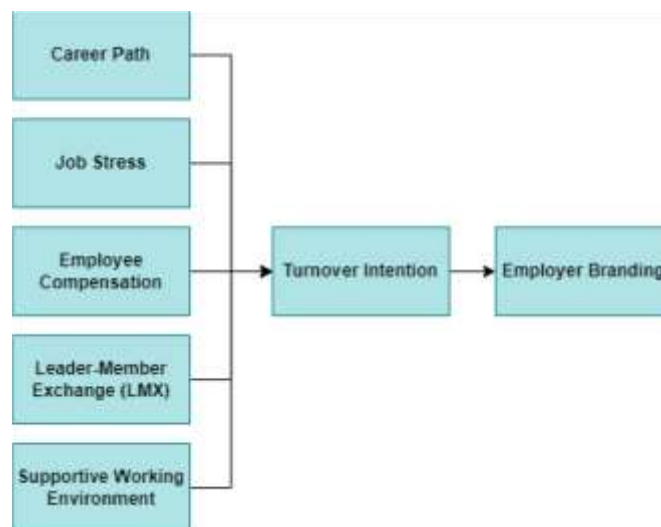 Career Path
Job Stress
Employee
Compensation
Leader-Member
Exchange (LMX)
Supportive Working
Environment
Turnover Intention
Employer Branding